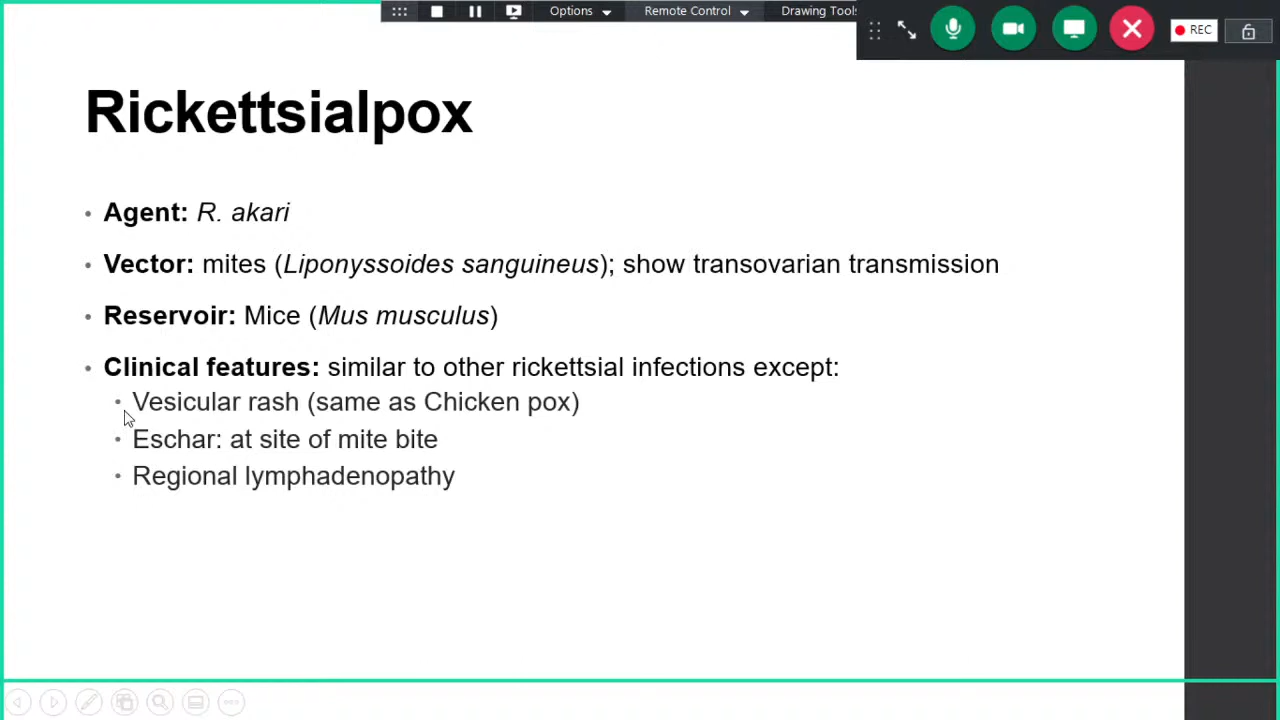 Options
Remote Control
Drawing Tools
REC
Rickettsialpox
• Agent: R. akari
• Vector: mites (Liponyssoides sanguineus); show transovarian transmission
• Reservoir: Mice (Mus musculus)
• Clinical features: similar to other rickettsial infections except:
• Vesicular rash (same as Chicken pox)
• Eschar: at site of mite bite
• Regional lymphadenopathy